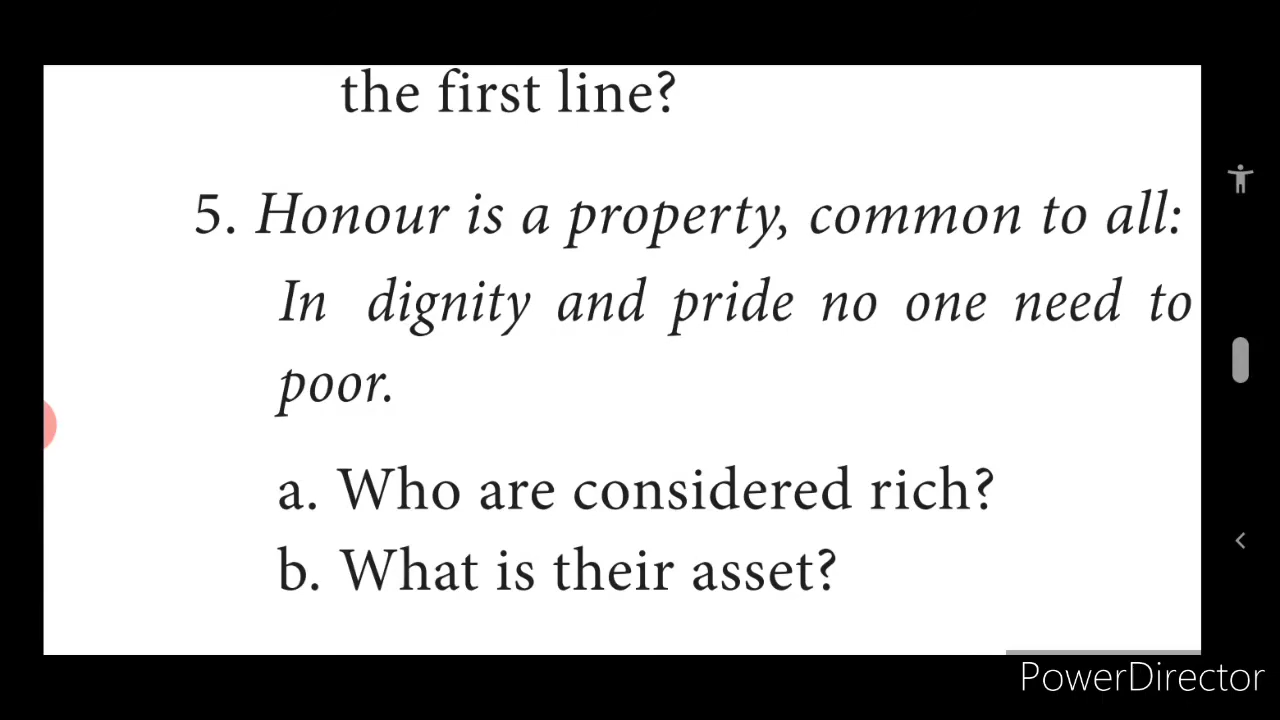 the first line?
5. Honour is a property, common to all:
In dignity and pride no one need to
poor.
a. Who are considered rich?
b. What is their asset?
PowerDirector